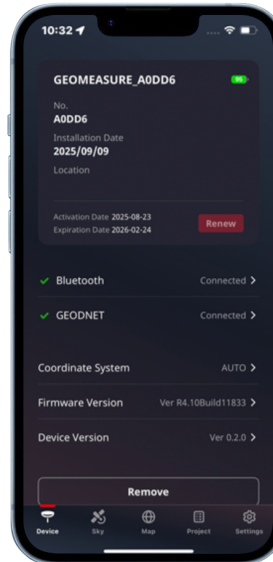 10:32
GEOMEASURE_A0DD6
No.
A0DD6
Installation Date
2025/09/09
Location
Activation Date 2025-08-23
Expiration Date 2026-02-24
Renew
Bluetooth Connected
GEODNET Connected
Coordinate System AUTO
Firmware Version Ver R4.10Build11833
Device Version Ver 0.2.0
Remove
Device Sky Map Project Settings